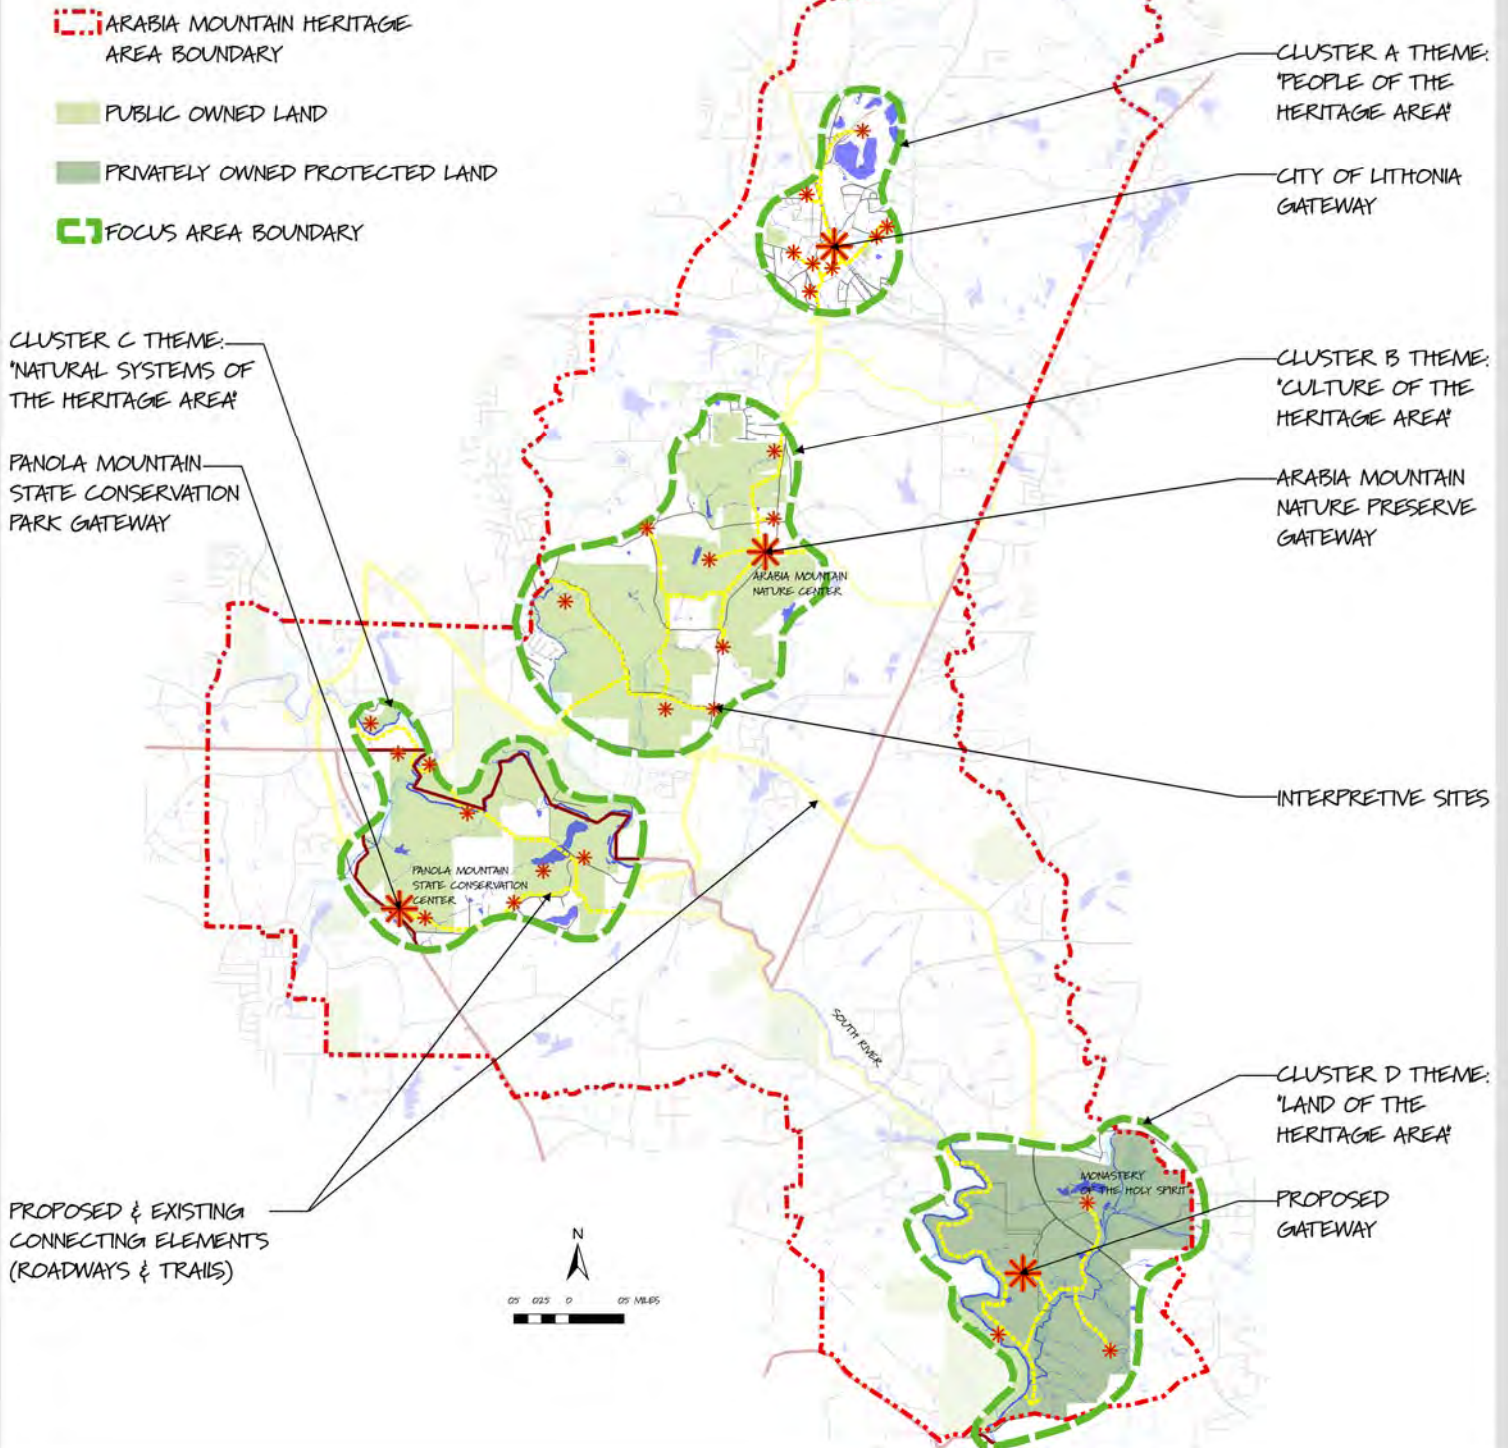 ARABIA MOUNTAIN HERITAGE
AREA BOUNDARY
PUBLIC OWNED LAND
PRIVATELY OWNED PROTECTED LAND
FOCUS AREA BOUNDARY
CLUSTER A THEME:
"PEOPLE OF THE
HERITAGE AREA"
CITY OF LITHONIA
GATEWAY
CLUSTER C THEME:
"NATURAL SYSTEMS OF
THE HERITAGE AREA"
PANOLA MOUNTAIN
STATE CONSERVATION
PARK GATEWAY
CLUSTER B THEME:
"CULTURE OF THE
HERITAGE AREA"
ARABIA MOUNTAIN
NATURE PRESERVE
GATEWAY
ARABIA MOUNTAIN
NATURE CENTER
INTERPRETIVE SITES
PANOLA MOUNTAIN
STATE CONSERVATION
CENTER
SOUTH RIVER
CLUSTER D THEME:
"LAND OF THE
HERITAGE AREA"
MONASTERY
OF THE HOLY SPIRIT
PROPOSED
GATEWAY
PROPOSED & EXISTING
CONNECTING ELEMENTS
(ROADWAYS & TRAILS)
N
05 025 0 05 MILES